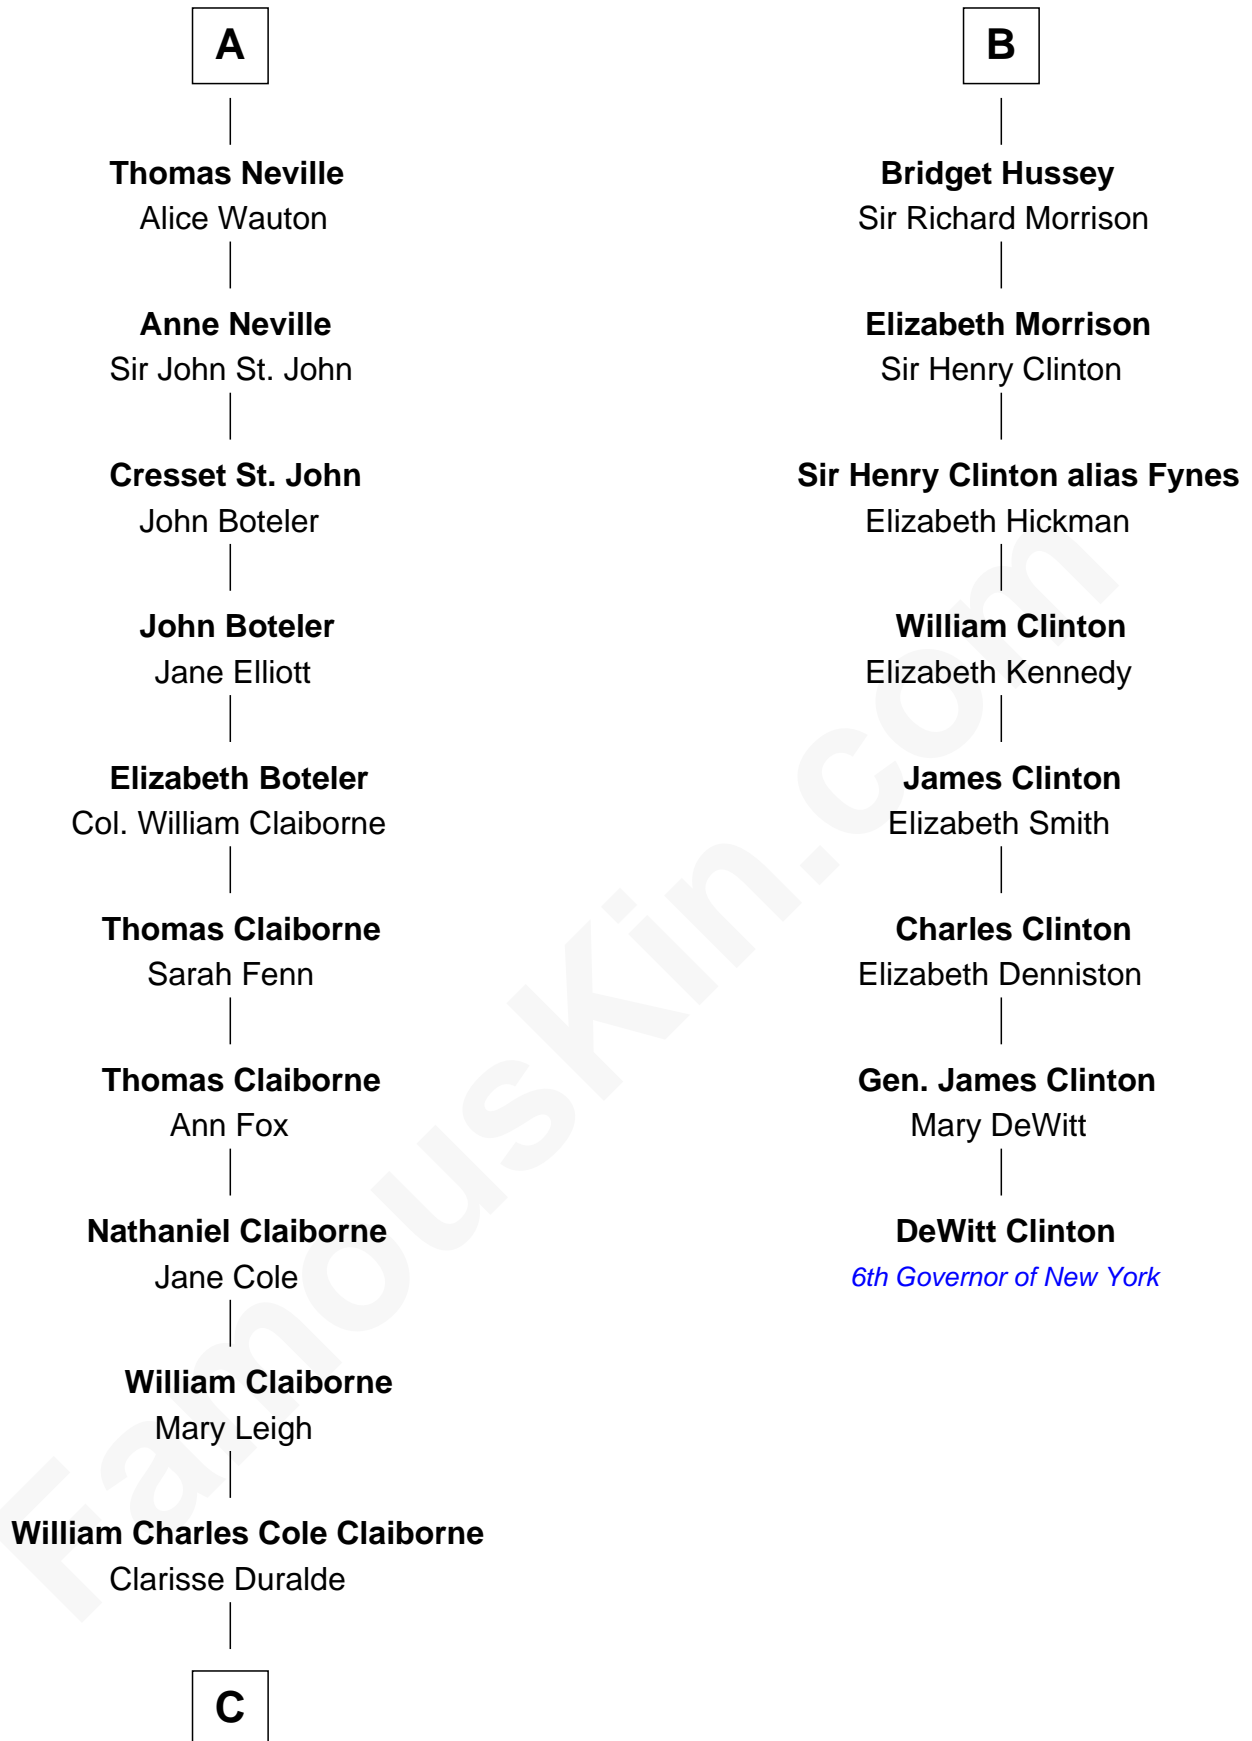 A
Thomas Neville
Alice Wauton
Anne Neville
Sir John St. John
Cresset St. John
John Boteler
John Boteler
Jane Elliott
Elizabeth Boteler
Col. William Claiborne
Thomas Claiborne
Sarah Fenn
Thomas Claiborne
Ann Fox
Nathaniel Claiborne
Jane Cole
William Claiborne
Mary Leigh
William Charles Cole Claiborne
Clarisse Duralde
C
B
Bridget Hussey
Sir Richard Morrison
Elizabeth Morrison
Sir Henry Clinton
Sir Henry Clinton alias Fynes
Elizabeth Hickman
William Clinton
Elizabeth Kennedy
James Clinton
Elizabeth Smith
Charles Clinton
Elizabeth Denniston
Gen. James Clinton
Mary DeWitt
DeWitt Clinton
6th Governor of New York
FamousKin.com